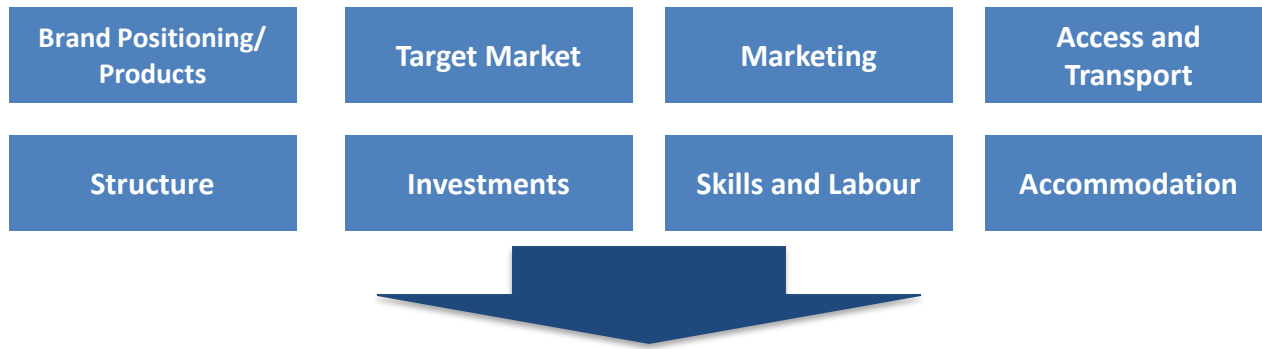 Brand Positioning/
Products
Target Market
Marketing
Access and
Transport
Structure
Investments
Skills and Labour
Accommodation